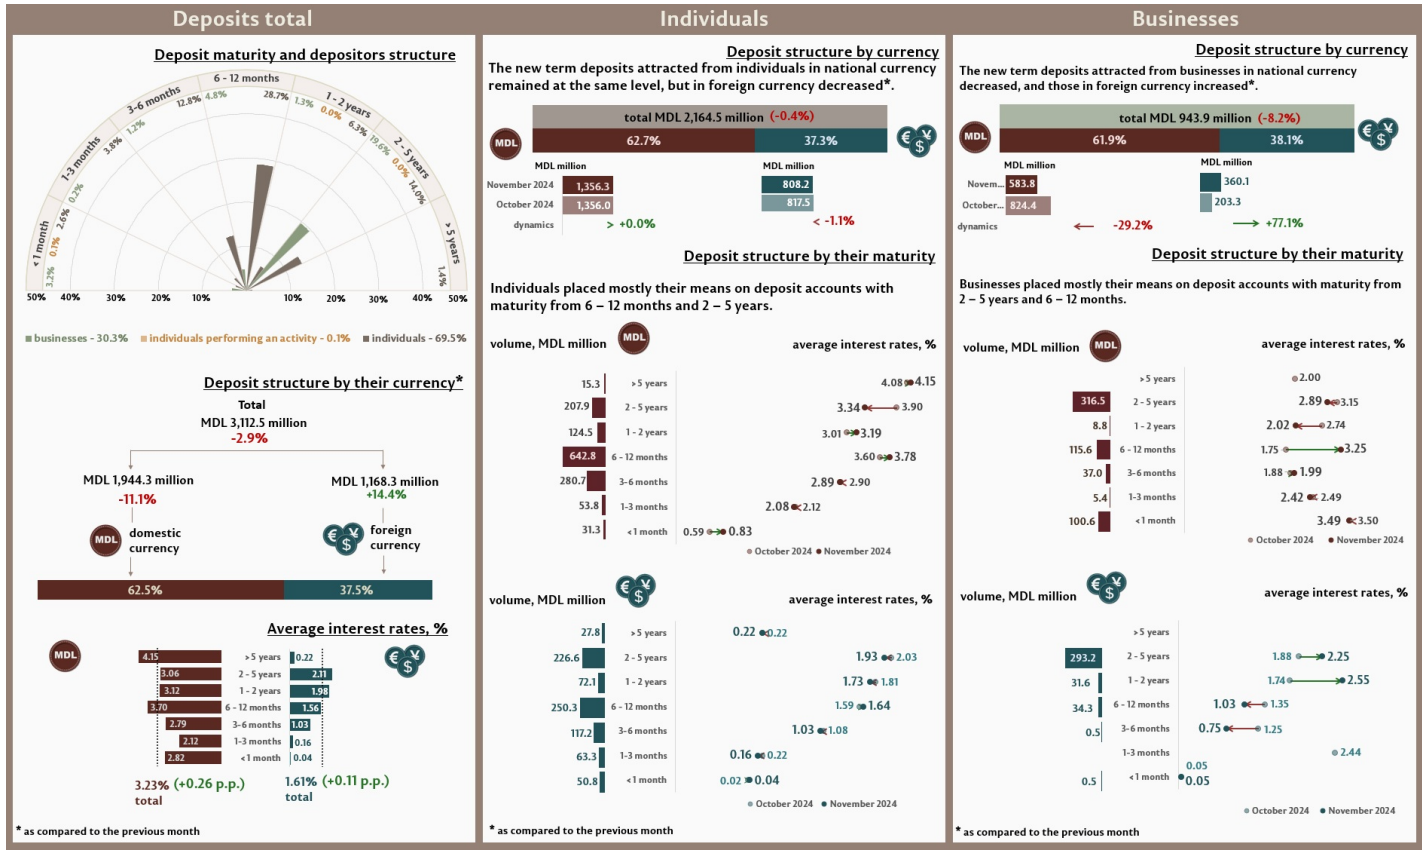 Deposits total
Deposit maturity and depositors structure
6 - 12 months
3-6 months
12.8%
4.8%
28.7%
1.3%
1 - 2 years
0.0%
6.3%
1.2%
3.8%
19.6%
2 - 5 years
0.0%
14.0%
1-3 months
0.2%
2.6%
< 1 month
0.1%
3.2%
> 5 years
1.4%
50%
40%
30%
20%
10%
10%
20%
30%
40%
50%
businesses - 30.3%
individuals performing an activity - 0.1%
individuals - 69.5%
Deposit structure by their currency*
Total
MDL 3,112.5 million
-2.9%
MDL 1,944.3 million
-11.1%
MDL 1,168.3 million
+14.4%
MDL
domestic
currency
€ ¥ $
foreign
currency
62.5%
37.5%
Average interest rates, %
MDL
€ ¥ $
4.15 > 5 years 0.22
3.06 2 - 5 years 2.11
3.12 1 - 2 years 1.98
3.70 6 - 12 months 1.56
2.79 3-6 months 1.03
2.12 1-3 months 0.16
2.82 <1 month 0.04
3.23% (+0.26 p.p.)
total
1.61% (+0.11 p.p.)
total
* as compared to the previous month
Individuals
Deposit structure by currency
The new term deposits attracted from individuals in national currency
remained at the same level, but in foreign currency decreased*.
total MDL 2,164.5 million (-0.4%)
MDL
62.7%
37.3%
€ ¥ $
MDL million
MDL million
November 2024 1,356.3 808.2
October 2024 1,356.0 817.5
dynamics > +0.0% < -1.1%
Deposit structure by their maturity
Individuals placed mostly their means on deposit accounts with
maturity from 6 – 12 months and 2 – 5 years.
volume, MDL million
MDL
average interest rates, %
15.3 > 5 years 4.08 4.15
207.9 2 - 5 years 3.34 3.90
124.5 1 - 2 years 3.01 3.19
642.8 6 - 12 months 3.60 3.78
280.7 3-6 months 2.89 2.90
53.8 1-3 months 2.08 2.12
31.3 <1 month 0.59 0.83
October 2024
November 2024
volume, MDL million
€ ¥ $
average interest rates, %
27.8 > 5 years 0.22 0.22
226.6 2 - 5 years 1.93 2.03
72.1 1 - 2 years 1.73 1.81
250.3 6 - 12 months 1.59 1.64
117.2 3-6 months 1.03 1.08
63.3 1-3 months 0.16 0.22
50.8 <1 month 0.02 0.04
October 2024
November 2024
* as compared to the previous month
Businesses
Deposit structure by currency
The new term deposits attracted from businesses in national currency
decreased, and those in foreign currency increased*.
total MDL 943.9 million (-8.2%)
MDL
61.9%
38.1%
€ ¥ $
MDL million
MDL million
Novem... 583.8 360.1
October... 824.4 203.3
dynamics -29.2% +77.1%
Deposit structure by their maturity
Businesses placed mostly their means on deposit accounts with maturity from
2 – 5 years and 6 – 12 months.
volume, MDL million
MDL
average interest rates, %
> 5 years 2.00
316.5 2 - 5 years 2.89 3.15
8.8 1 - 2 years 2.02 2.74
115.6 6 - 12 months 1.75 3.25
37.0 3-6 months 1.88 1.99
5.4 1-3 months 2.42 2.49
100.6 <1 month 3.49 3.50
October 2024
November 2024
volume, MDL million
€ ¥ $
average interest rates, %
> 5 years
293.2 2 - 5 years 1.88 2.25
31.6 1 - 2 years 1.74 2.55
34.3 6 - 12 months 1.03 1.35
0.5 3-6 months 0.75 1.25
1-3 months 2.44
0.05
0.5 <1 month 0.05
October 2024
November 2024
* as compared to the previous month